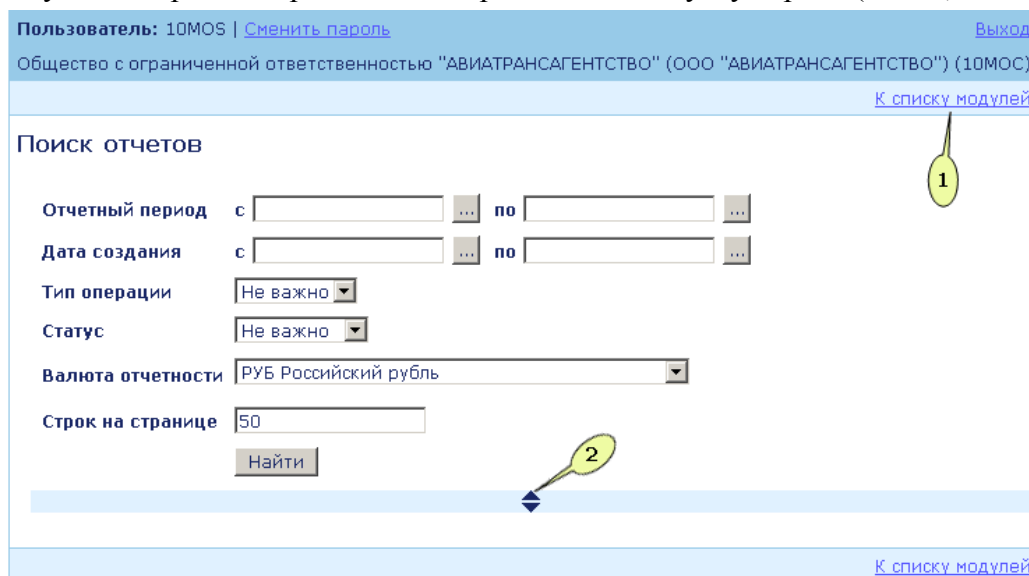 Пользователь: 10MOS | Сменить пароль Выход
Общество с ограниченной ответственностью "АВИАТРАНСАГЕНТСТВО" (ООО "АВИАТРАНСАГЕНТСТВО") (10МОС)
К списку модулей
1
Поиск отчетов
Отчетный период с ... по ...
Дата создания с ... по ...
Тип операции Не важно
Статус Не важно
Валюта отчетности РУБ Российский рубль
Строк на странице 50
Найти
2
К списку модулей